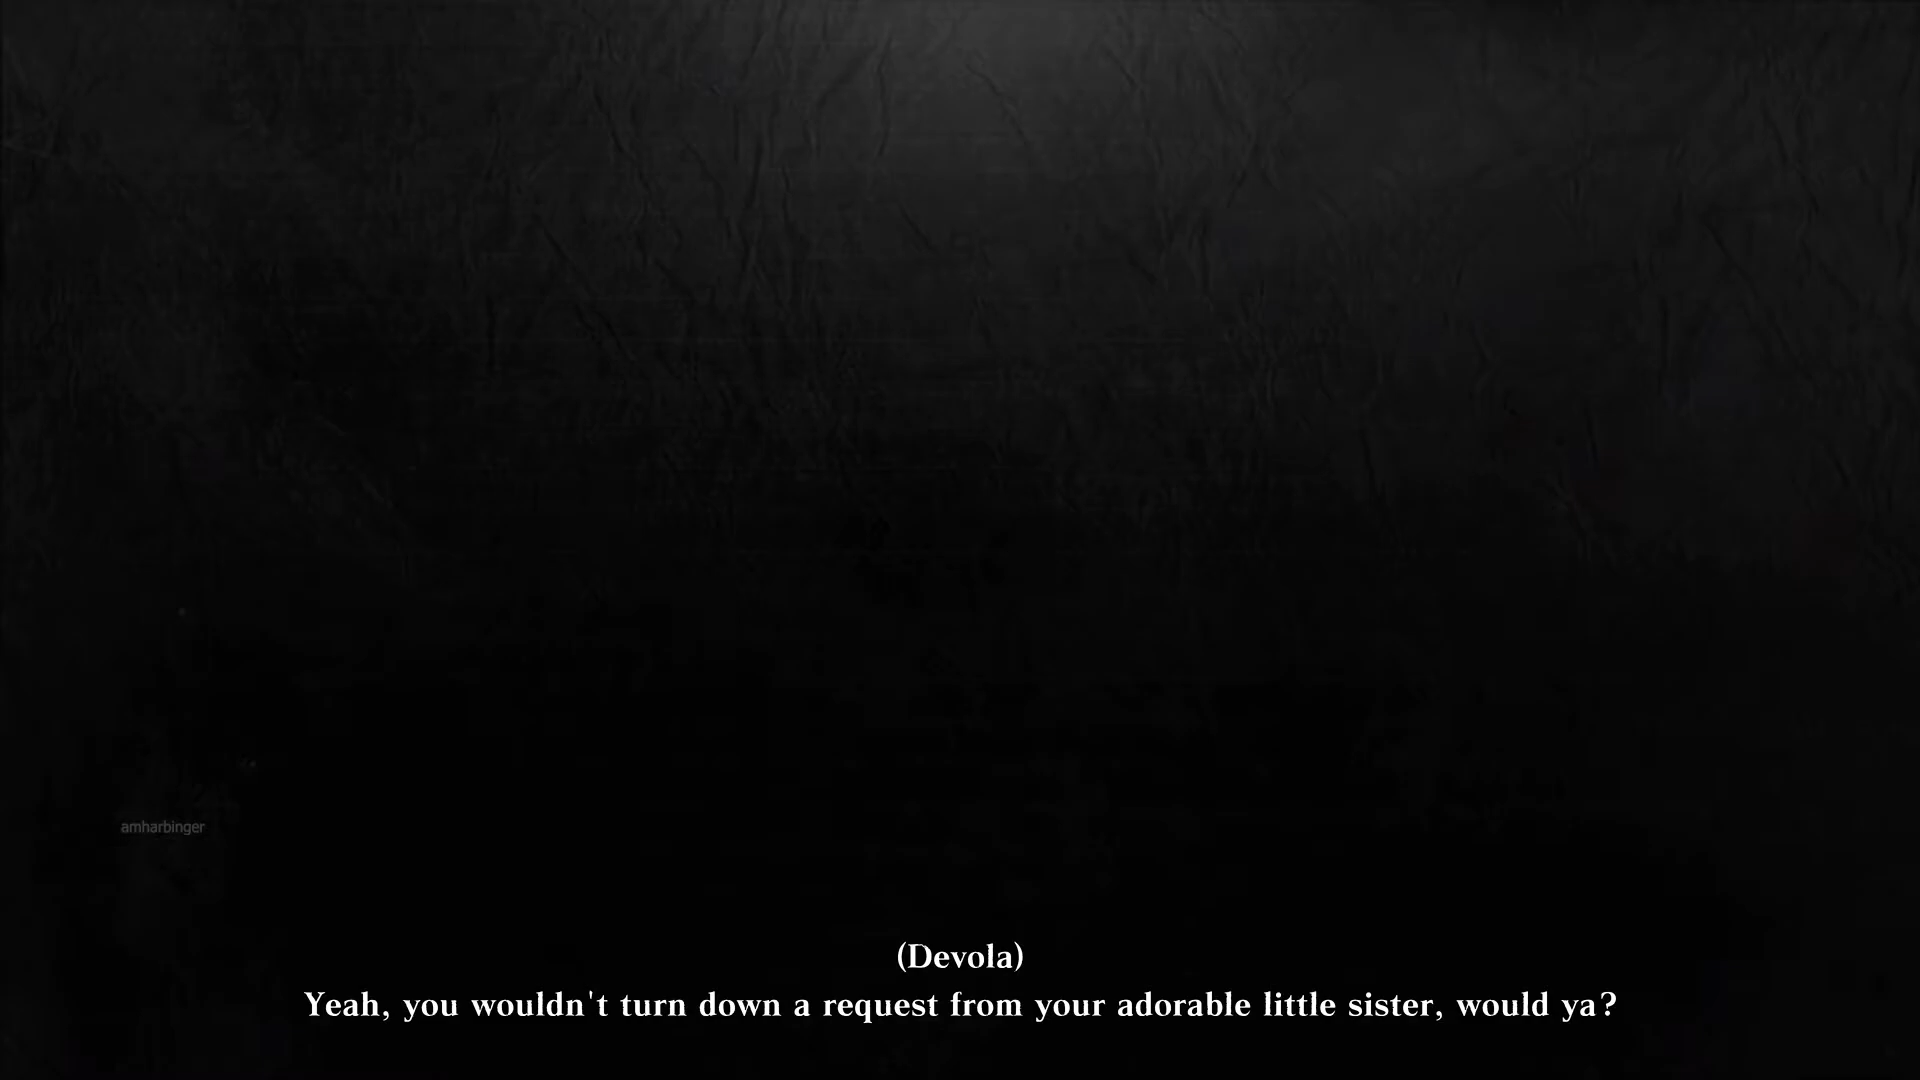 amharbinger
(Devola)
Yeah, you wouldn't turn down a request from your adorable little sister, would ya?